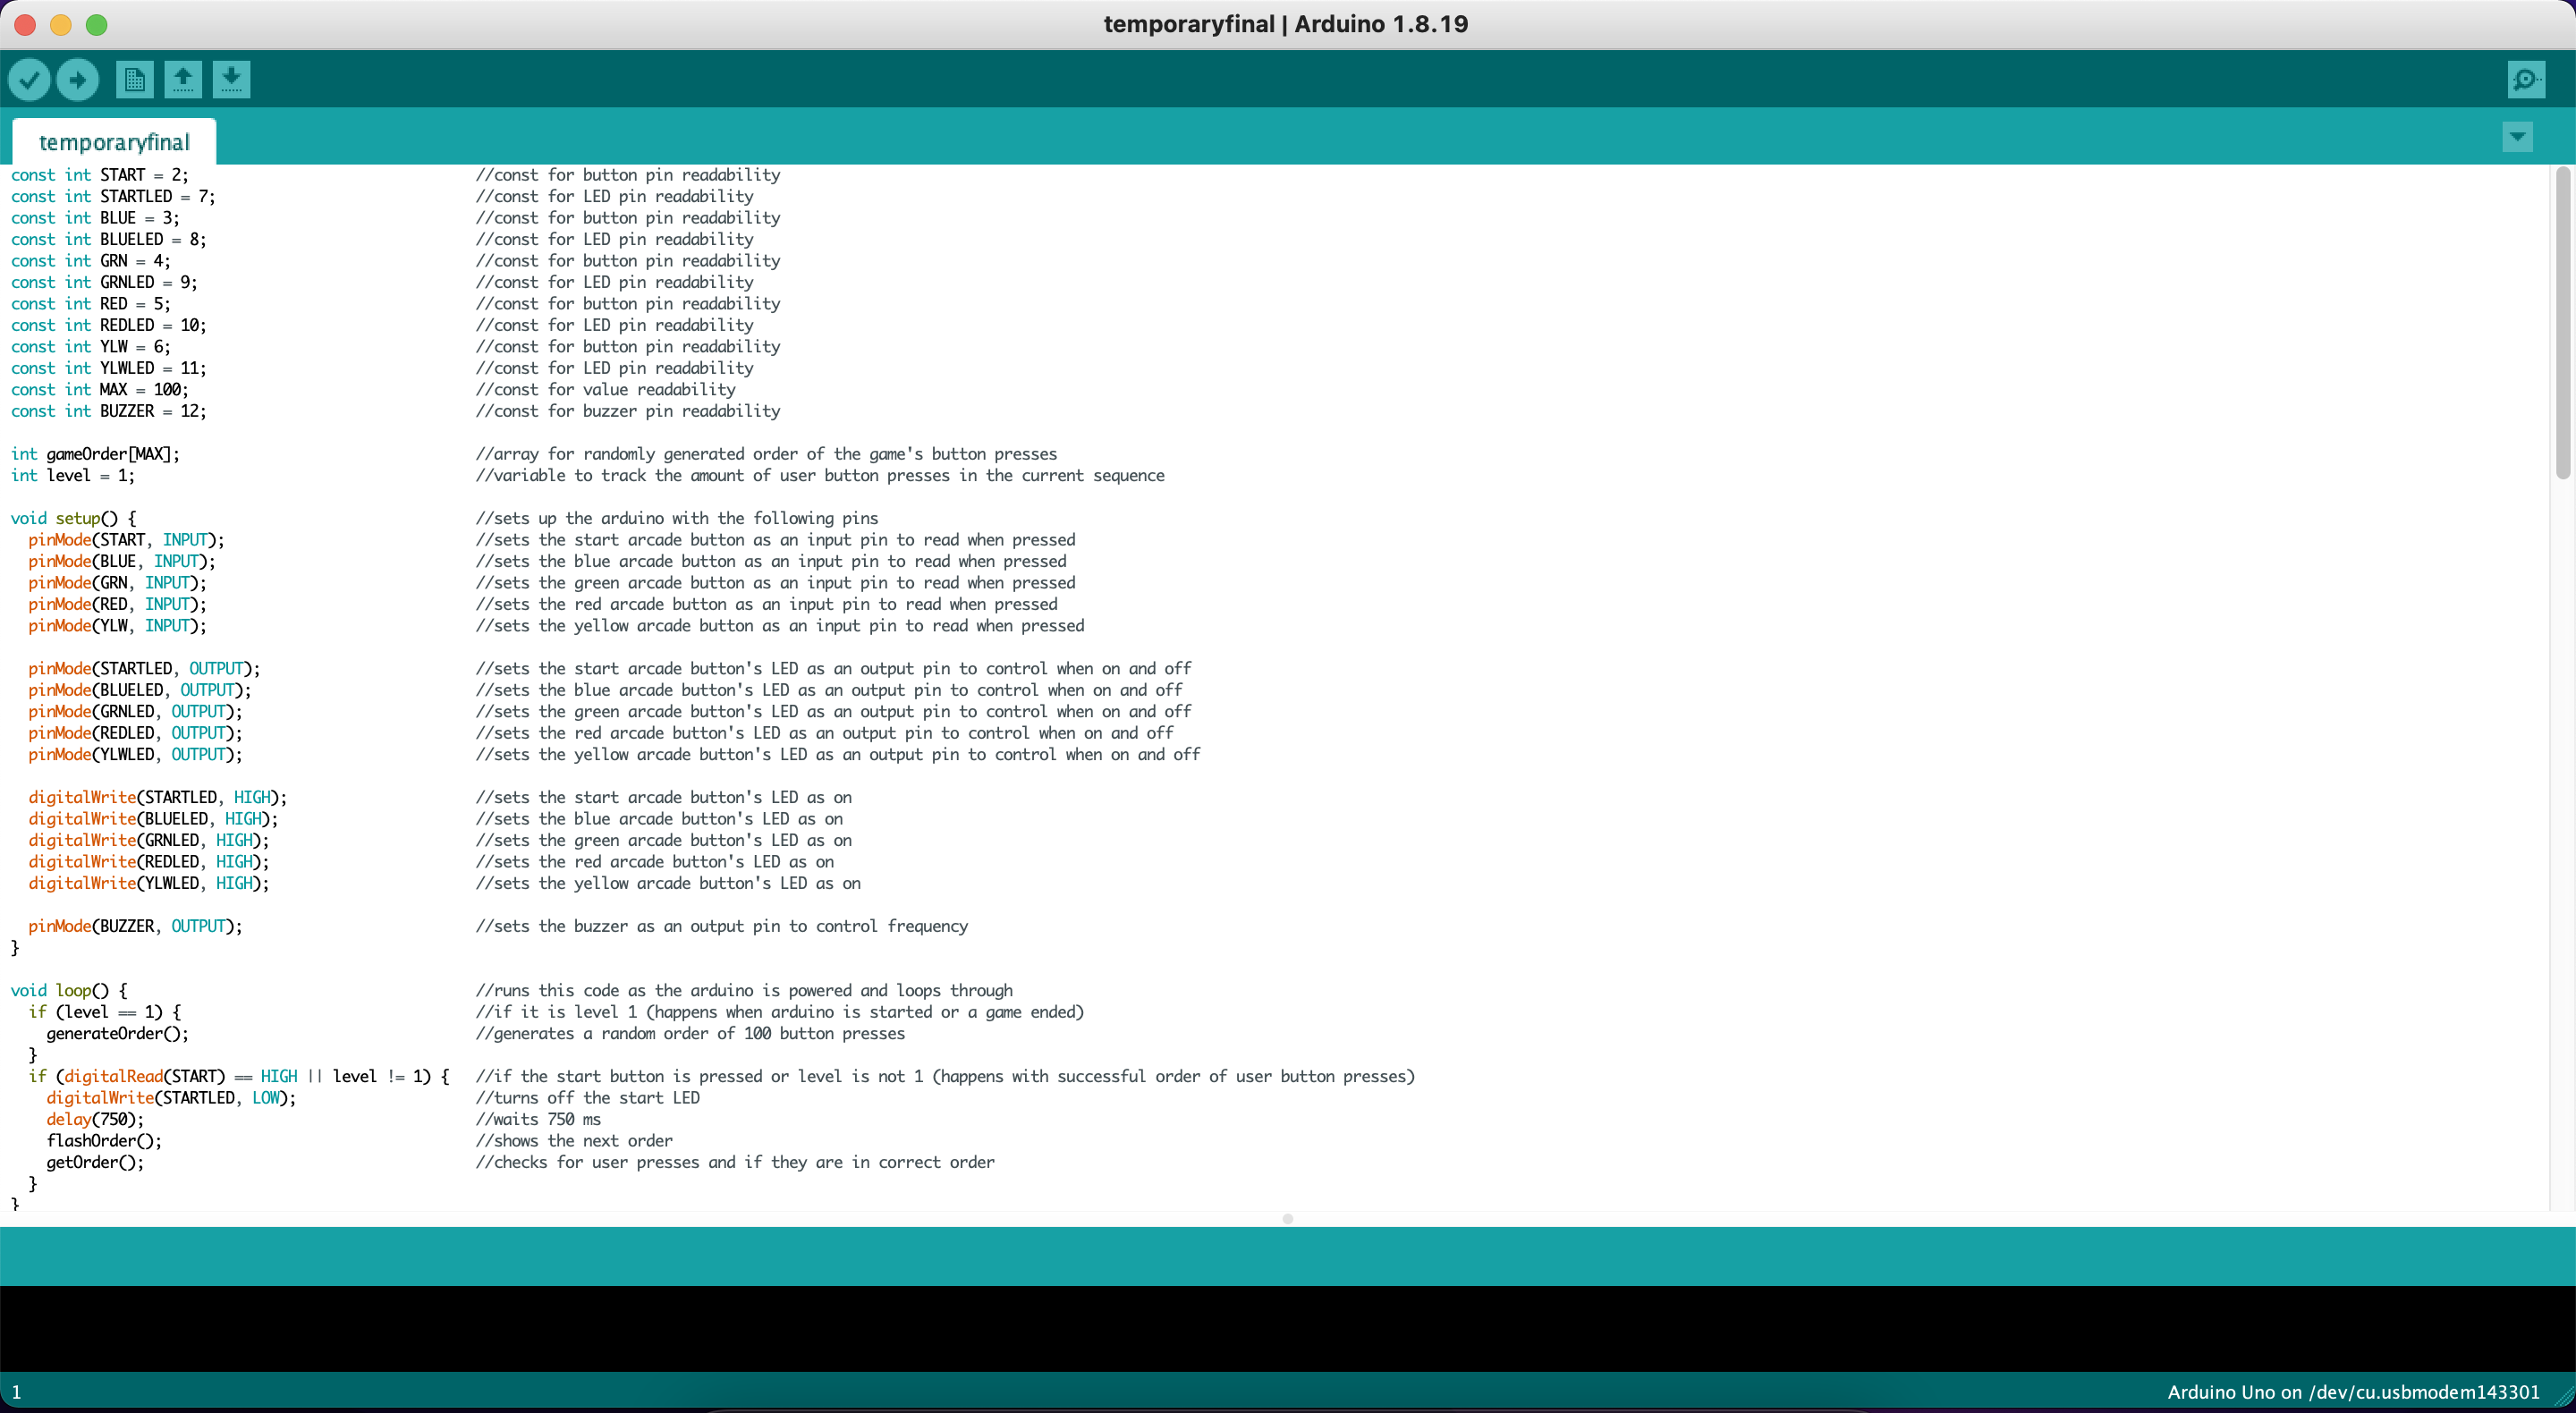 temporaryfinal | Arduino 1.8.19
temporaryfinal
const int START = 2; //const for button pin readability
const int STARTLED = 7; //const for LED pin readability
const int BLUE = 3; //const for button pin readability
const int BLUELED = 8; //const for LED pin readability
const int GRN = 4; //const for button pin readability
const int GRNLED = 9; //const for LED pin readability
const int RED = 5; //const for button pin readability
const int REDLED = 10; //const for LED pin readability
const int YLW = 6; //const for button pin readability
const int YLWLED = 11; //const for LED pin readability
const int MAX = 100; //const for value readability
const int BUZZER = 12; //const for buzzer pin readability
int gameOrder[MAX]; //array for randomly generated order of the game's button presses
int level = 1; //variable to track the amount of user button presses in the current sequence
void setup() { //sets up the arduino with the following pins
pinMode(START, INPUT); //sets the start arcade button as an input pin to read when pressed
pinMode(BLUE, INPUT); //sets the blue arcade button as an input pin to read when pressed
pinMode(GRN, INPUT); //sets the green arcade button as an input pin to read when pressed
pinMode(RED, INPUT); //sets the red arcade button as an input pin to read when pressed
pinMode(YLW, INPUT); //sets the yellow arcade button as an input pin to read when pressed
pinMode(STARTLED, OUTPUT); //sets the start arcade button's LED as an output pin to control when on and off
pinMode(BLUELED, OUTPUT); //sets the blue arcade button's LED as an output pin to control when on and off
pinMode(GRNLED, OUTPUT); //sets the green arcade button's LED as an output pin to control when on and off
pinMode(REDLED, OUTPUT); //sets the red arcade button's LED as an output pin to control when on and off
pinMode(YLWLED, OUTPUT); //sets the yellow arcade button's LED as an output pin to control when on and off
digitalWrite(STARTLED, HIGH); //sets the start arcade button's LED as on
digitalWrite(BLUELED, HIGH); //sets the blue arcade button's LED as on
digitalWrite(GRNLED, HIGH); //sets the green arcade button's LED as on
digitalWrite(REDLED, HIGH); //sets the red arcade button's LED as on
digitalWrite(YLWLED, HIGH); //sets the yellow arcade button's LED as on
pinMode(BUZZER, OUTPUT); //sets the buzzer as an output pin to control frequency
}
void loop() { //runs this code as the arduino is powered and loops through
if (level == 1) { //if it is level 1 (happens when arduino is started or a game ended)
generateOrder(); //generates a random order of 100 button presses
}
if (digitalRead(START) == HIGH || level != 1) { //if the start button is pressed or level is not 1 (happens with successful order of user button presses)
digitalWrite(STARTLED, LOW); //turns off the start LED
delay(750); //waits 750 ms
flashOrder(); //shows the next order
getOrder(); //checks for user presses and if they are in correct order
}
}
1
Arduino Uno on /dev/cu.usbmodem143301